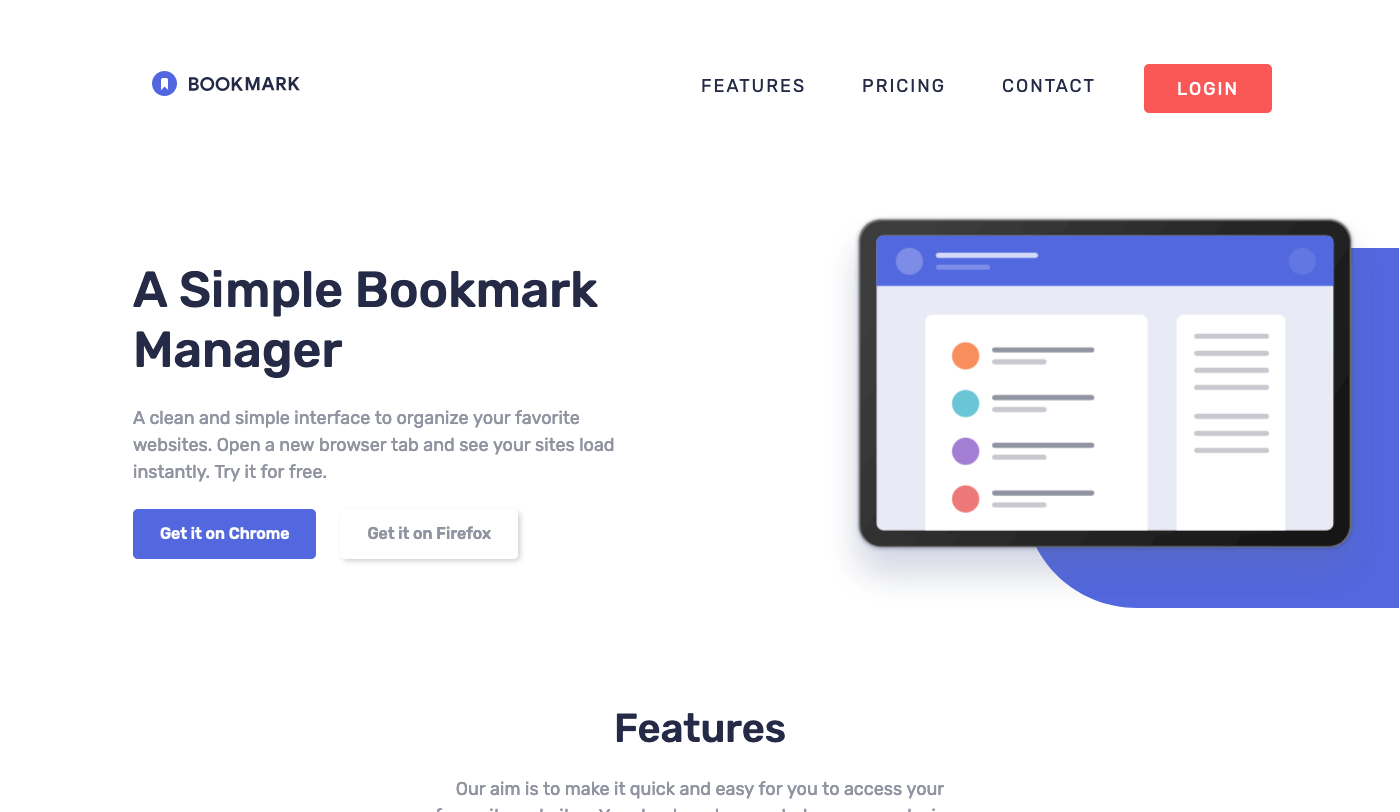 BOOKMARK
FEATURES PRICING CONTACT LOGIN
A Simple Bookmark
Manager
A clean and simple interface to organize your favorite
websites. Open a new browser tab and see your sites load
instantly. Try it for free.
Get it on Chrome Get it on Firefox
Features
Our aim is to make it quick and easy for you to access your